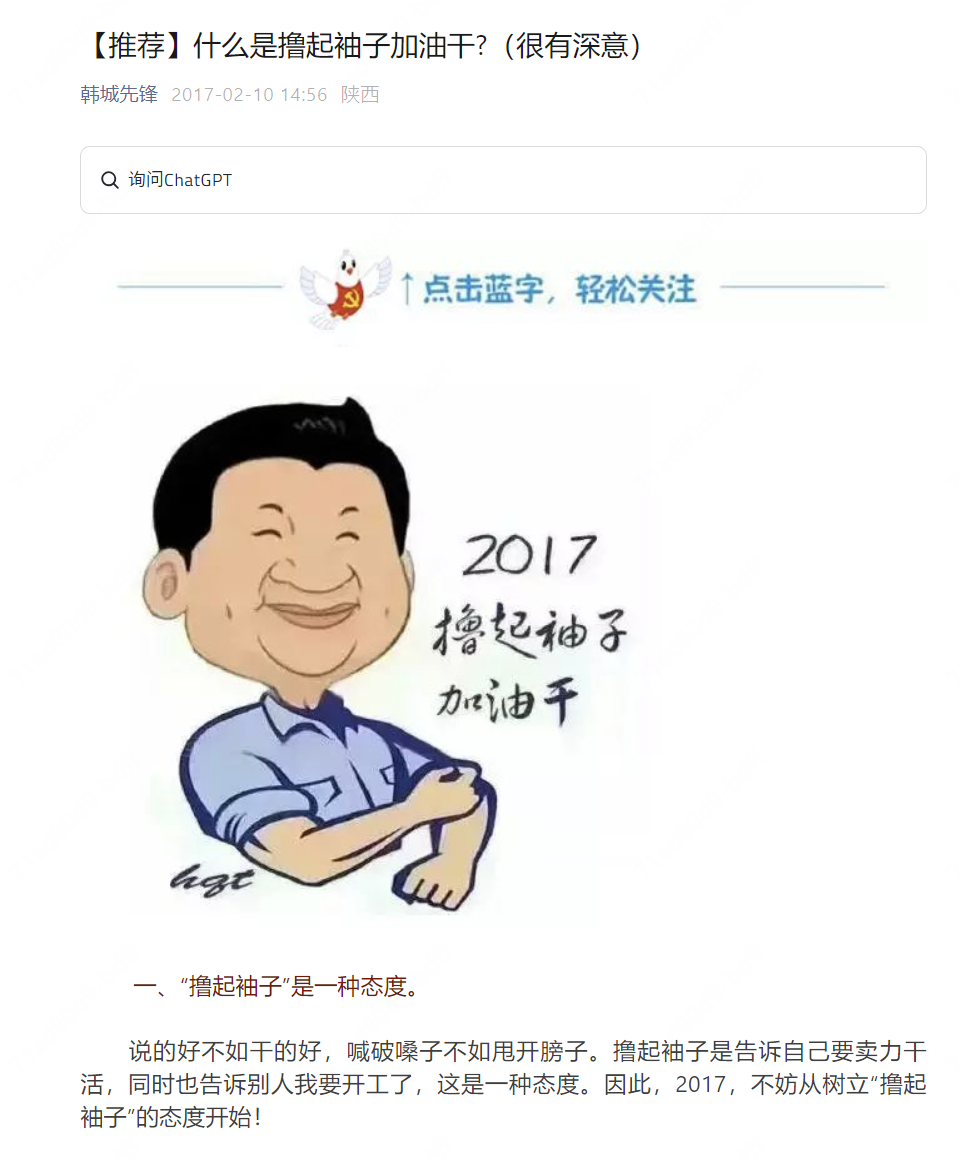 【推荐】什么是撸起袖子加油干?（很有深意）
韩城先锋 2017-02-10 14:56 陕西
询问ChatGPT
↑点击蓝字，轻松关注
2017
撸起袖子
加油干
hqt
一、“撸起袖子”是一种态度。
说的好不如干的好，喊破嗓子不如甩开膀子。撸起袖子是告诉自己要卖力干
活，同时也告诉别人我要开工了，这是一种态度。因此，2017，不妨从树立“撸起
袖子”的态度开始！